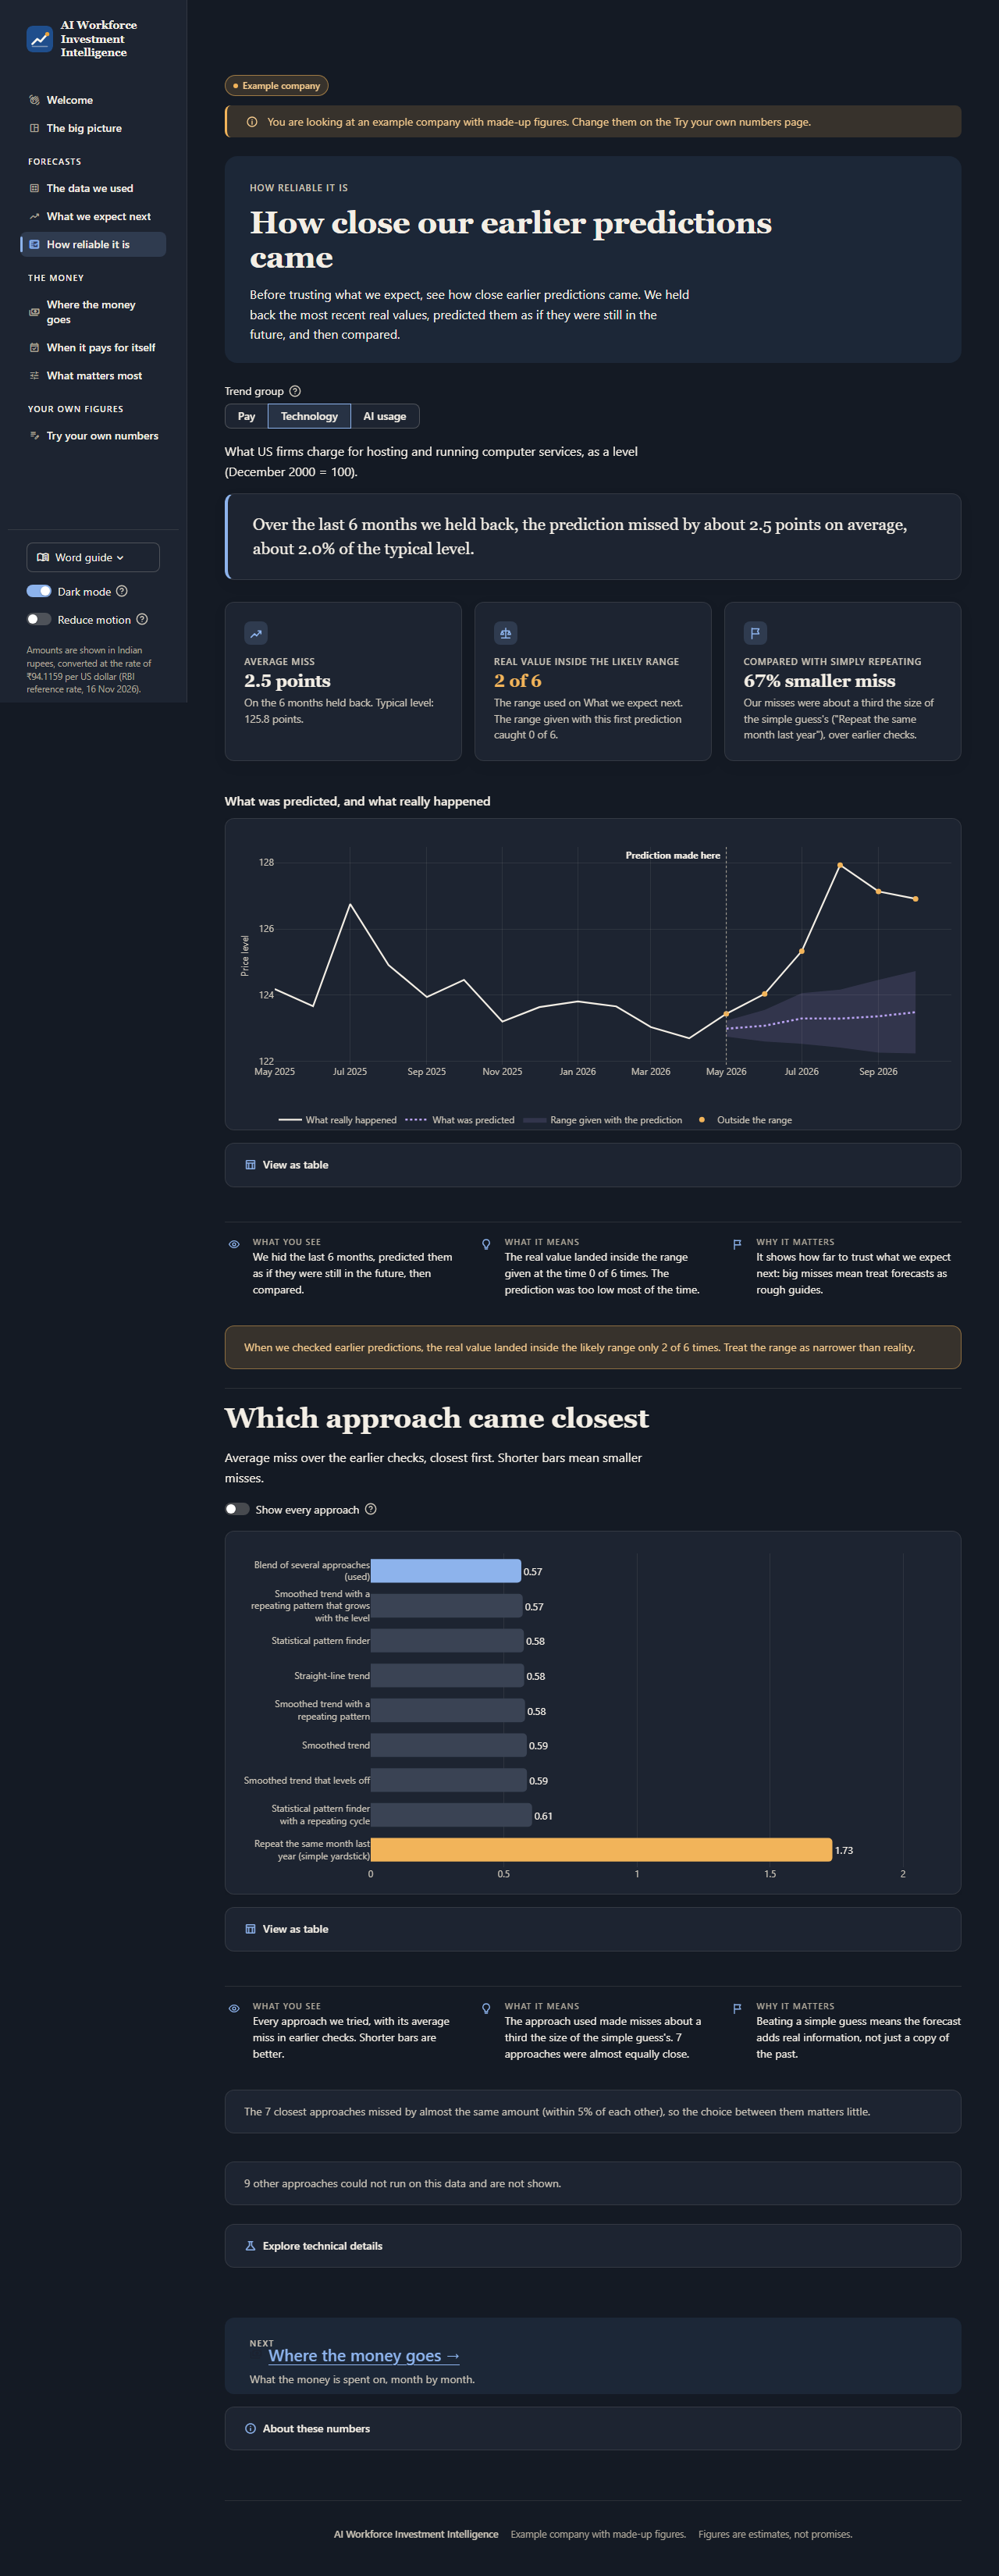 AI Workforce
Investment
Intelligence
Welcome
The big picture
FORECASTS
The data we used
What we expect next
How reliable it is
THE MONEY
Where the money
goes
When it pays for itself
What matters most
YOUR OWN FIGURES
Try your own numbers
Word guide
Dark mode
Reduce motion
Amounts are shown in Indian
rupees, converted at the rate of
₹94.1159 per US dollar (RBI
reference rate, 16 Nov 2026).
Example company
You are looking at an example company with made-up figures. Change them on the Try your own numbers page.
HOW RELIABLE IT IS
How close our earlier predictions
came
Before trusting what we expect, see how close earlier predictions came. We held
back the most recent real values, predicted them as if they were still in the
future, and then compared.
Trend group
Pay
Technology
AI usage
What US firms charge for hosting and running computer services, as a level
(December 2000 = 100).
Over the last 6 months we held back, the prediction missed by about 2.5 points on average,
about 2.0% of the typical level.
AVERAGE MISS
2.5 points
On the 6 months held back. Typical level:
125.8 points.
REAL VALUE INSIDE THE LIKELY RANGE
2 of 6
The range used on What we expect next.
The range given with this first prediction
caught 0 of 6.
COMPARED WITH SIMPLY REPEATING
67% smaller miss
Our misses were about a third the size of
the simple guess's ("Repeat the same
month last year"), over earlier checks.
What was predicted, and what really happened
Prediction made here
Price level
128
126
124
122
May 2025
Jul 2025
Sep 2025
Nov 2025
Jan 2026
Mar 2026
May 2026
Jul 2026
Sep 2026
What really happened
What was predicted
Range given with the prediction
Outside the range
View as table
WHAT YOU SEE
We hid the last 6 months, predicted them
as if they were still in the future, then
compared.
WHAT IT MEANS
The real value landed inside the range
given at the time 0 of 6 times. The
prediction was too low most of the time.
WHY IT MATTERS
It shows how far to trust what we expect
next: big misses mean treat forecasts as
rough guides.
When we checked earlier predictions, the real value landed inside the likely range only 2 of 6 times. Treat the range as narrower than reality.
Which approach came closest
Average miss over the earlier checks, closest first. Shorter bars mean smaller
misses.
Show every approach
Blend of several approaches
(used)
0.57
Smoothed trend with a
repeating pattern that grows
with the level
0.57
Statistical pattern finder
0.58
Straight-line trend
0.58
Smoothed trend with a
repeating pattern
0.58
Smoothed trend
0.59
Smoothed trend that levels off
0.59
Statistical pattern finder
with a repeating cycle
0.61
Repeat the same month last
year (simple yardstick)
1.73
0
0.5
1
1.5
2
View as table
WHAT YOU SEE
Every approach we tried, with its average
miss in earlier checks. Shorter bars are
better.
WHAT IT MEANS
The approach used made misses about a
third the size of the simple guess's. 7
approaches were almost equally close.
WHY IT MATTERS
Beating a simple guess means the forecast
adds real information, not just a copy of
the past.
The 7 closest approaches missed by almost the same amount (within 5% of each other), so the choice between them matters little.
9 other approaches could not run on this data and are not shown.
Explore technical details
NEXT
Where the money goes →
What the money is spent on, month by month.
About these numbers
AI Workforce Investment Intelligence
Example company with made-up figures.
Figures are estimates, not promises.